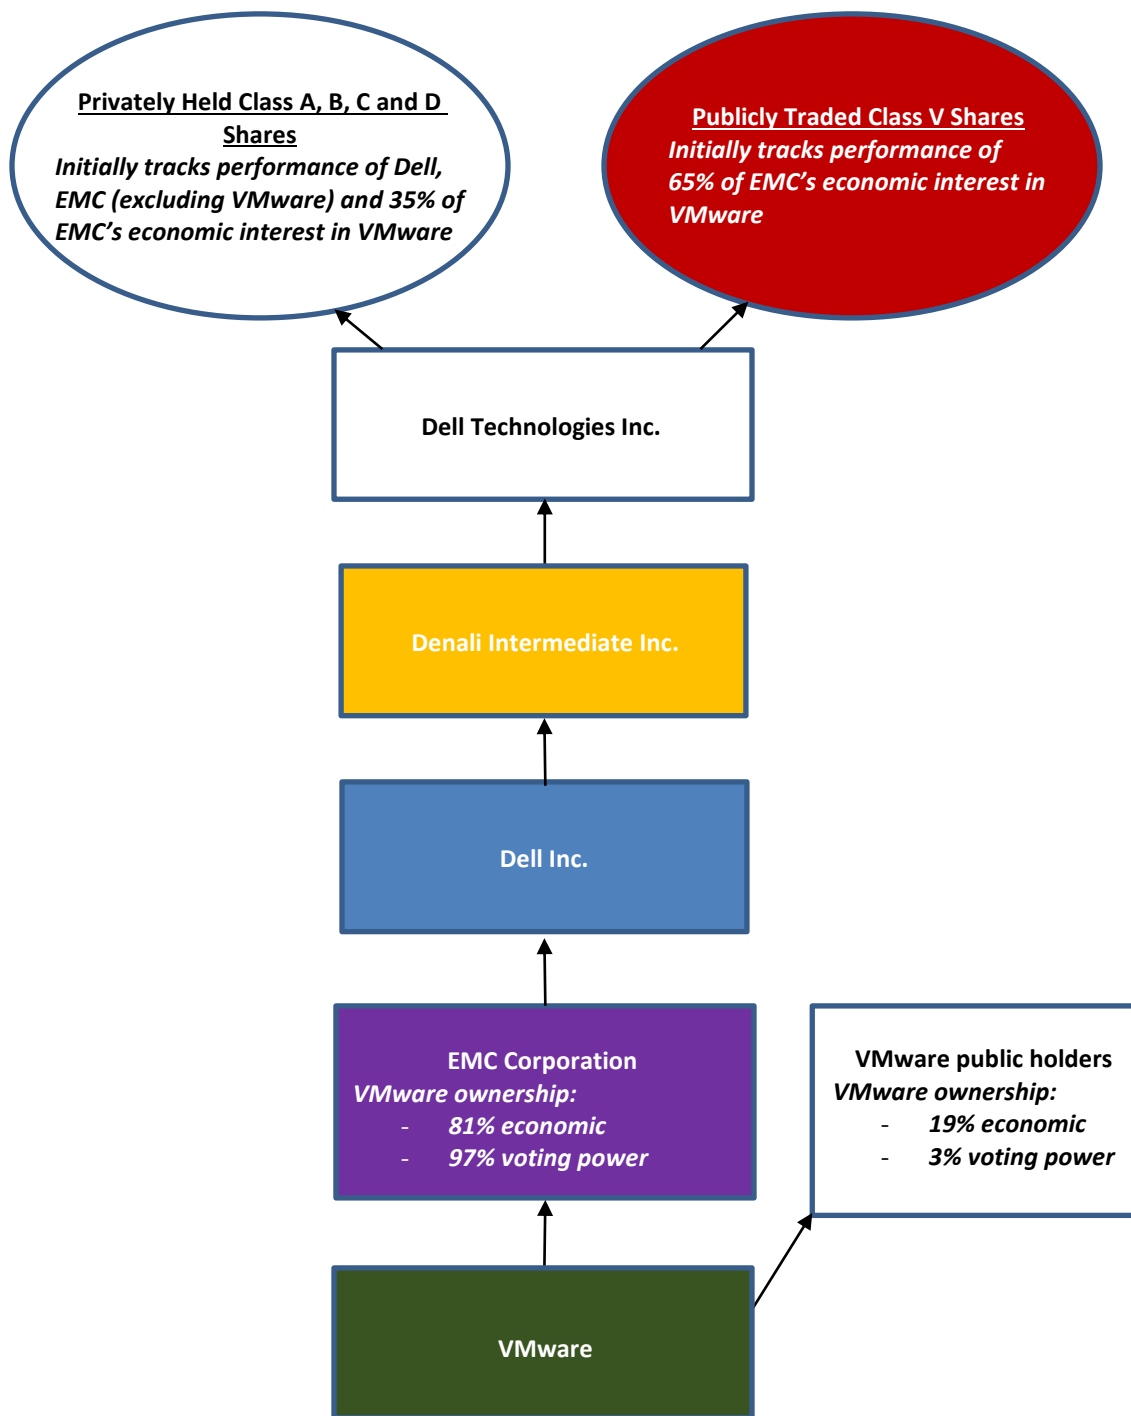 Privately Held Class A, B, C and D
Shares
Initially tracks performance of Dell,
EMC (excluding VMware) and 35% of
EMC’s economic interest in VMware
Publicly Traded Class V Shares
Initially tracks performance of
65% of EMC’s economic interest in
VMware
Dell Technologies Inc.
Denali Intermediate Inc.
Dell Inc.
EMC Corporation
VMware ownership:
- 81% economic
- 97% voting power
VMware public holders
VMware ownership:
- 19% economic
- 3% voting power
VMware